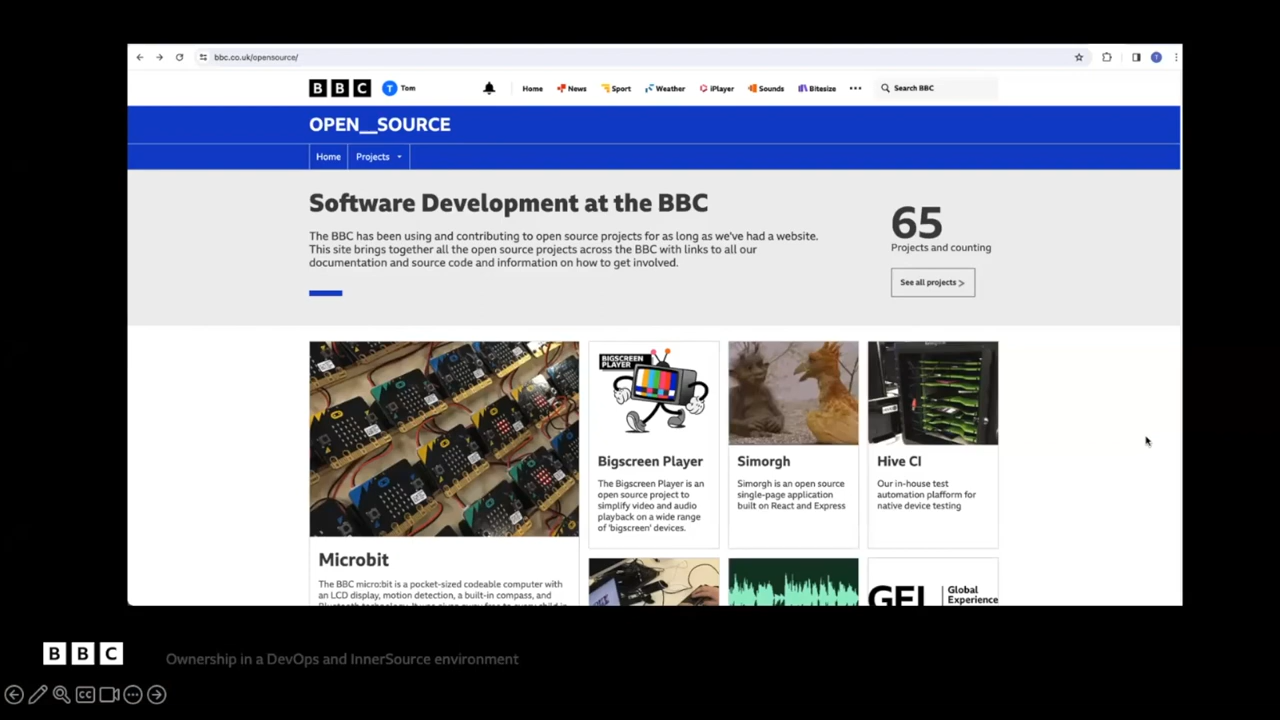 bbc.co.uk/opensource/
T
BBC
T Tom
Home
News
Sport
Weather
iPlayer
Sounds
Bitesize
Search BBC
OPEN__SOURCE
Home
Projects
Software Development at the BBC
The BBC has been using and contributing to open source projects for as long as we've had a website.
This site brings together all the open source projects across the BBC with links to all our
documentation and source code and information on how to get involved.
65
Projects and counting
See all projects >
BIGSCREEN
PLAYER
Microbit
The BBC micro:bit is a pocket-sized codeable computer with
an LCD display, motion detection, a built-in compass, and
Bigscreen Player
The Bigscreen Player is an
open source project to
simplify video and audio
playback on a wide range
of 'bigscreen' devices.
Simorgh
Simorgh is an open source
single-page application
built on React and Express
Hive CI
Our in-house test
automation plafform for
native device testing
GEL
Global
Experience
BBC
Ownership in a DevOps and InnerSource environment
CC